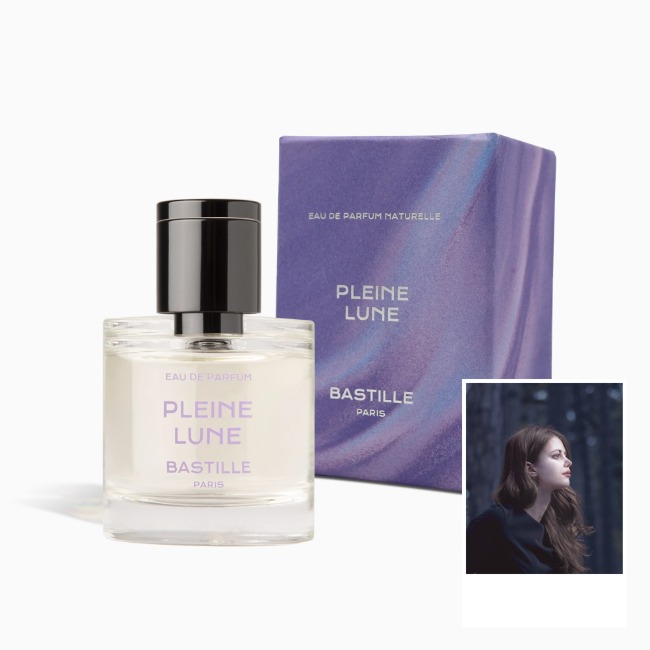 EAU DE PARFUM NATURELLE
PLEINE
LUNE
BASTILLE
PARIS
EAU DE PARFUM
PLEINE
LUNE
BASTILLE
PARIS